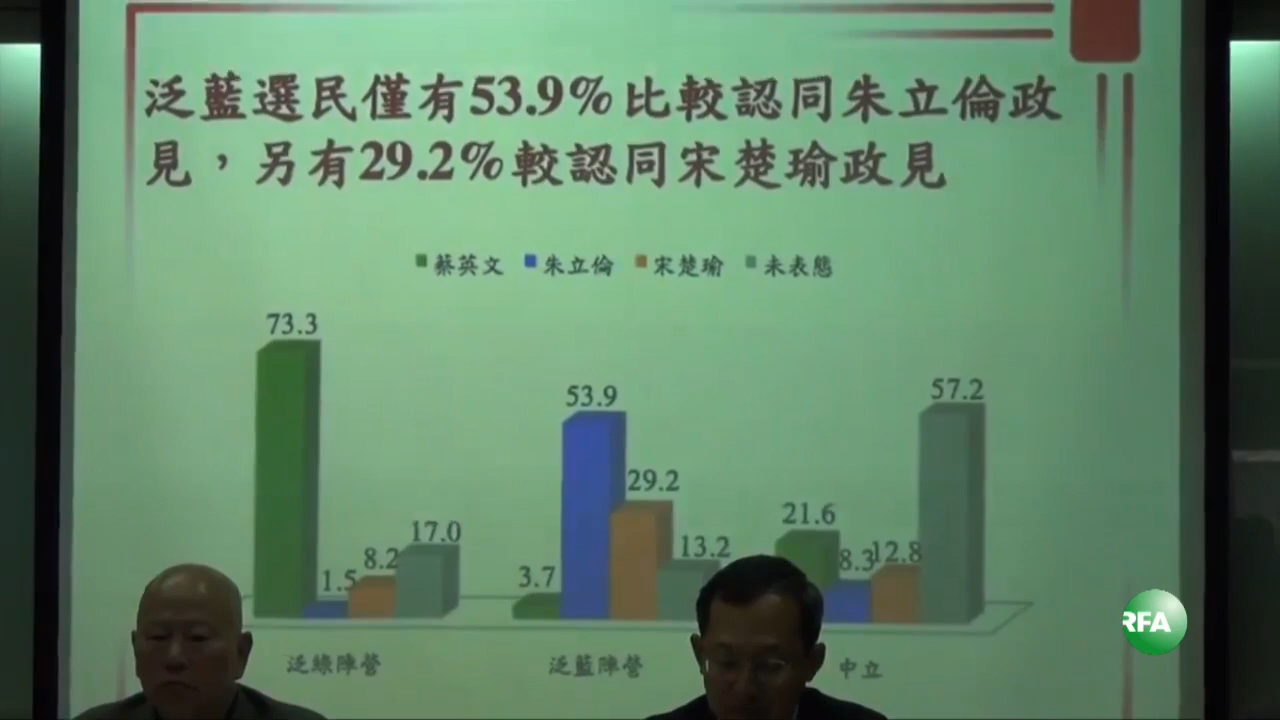 泛藍選民僅有53.9%比較認同朱立倫政
見，另有29.2%較認同宋楚瑜政見
蔡英文 朱立倫 宋楚瑜 未表態
73.3
1.5
8.2
17.0
3.7
53.9
29.2
13.2
21.6
8.3
12.8
57.2
泛綠陣營 泛藍陣營 中立
RFA